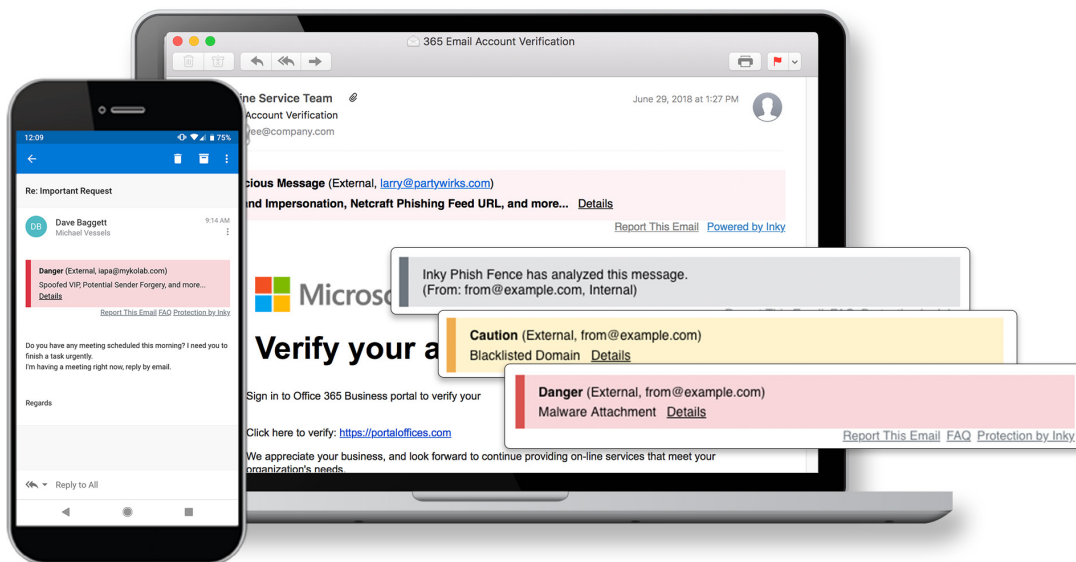 12:09
75%
Re: Important Request
DB
Dave Baggett
9:14 AM
Michael Vessels
Danger (External, iapa@mykolab.com)
Spoofed VIP, Potential Sender Forgery, and more...
Details
Report This Email FAQ Protection by Inky
Do you have any meeting scheduled this morning? I need you to
finish a task urgently.
I'm having a meeting right now, reply by email.
Regards
Reply to All
365 Email Account Verification
Service Team
June 29, 2018 at 1:27 PM
Account Verification
@company.com
Message (External, larry@partywirks.com)
Impersonation, Netcraft Phishing Feed URL, and more... Details
Report This Email Powered by Inky
Verify your
Sign in to Office 365 Business portal to verify your
Click here to verify: https://portaloffices.com
We appreciate your business, and look forward to continue providing on-line services that meet your
organization's needs.
Inky Phish Fence has analyzed this message.
(From: from@example.com, Internal)
Caution (External, from@example.com)
Blacklisted Domain Details
Danger (External, from@example.com)
Malware Attachment Details
Report This Email FAQ Protection by Inky